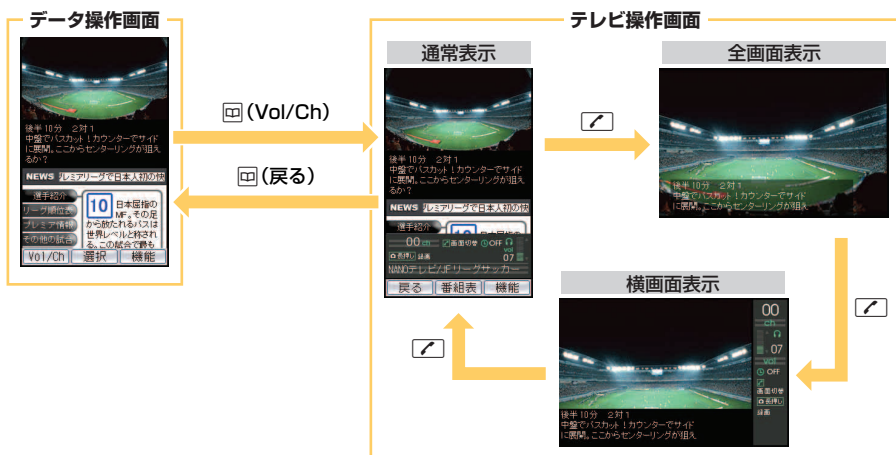 データ操作画面
後半10分 2対1
中盤でパスカット！カウンターでサイド
に展開。ここからセンターリングが狙え
るか？
NEWS プレミアリーグで日本人初の快
選手紹介
リーグ順位表
プレミア情報
その他の試合
10 日本屈指の
MF。その足
から放たれるパスは
世界レベルと称され
る。この試合で最も
Vol/Ch 選択 機能
(Vol/Ch)
(戻る)
テレビ操作画面
通常表示
後半10分 2対1
中盤でパスカット！カウンターでサイド
に展開。ここからセンターリングが狙え
るか？
NEWS プレミアリーグで日本人初の快
選手紹介
00 ch 画面切替 OFF
vol
長押し 録画 07
NANOテレビ/JFリーグサッカー
戻る 番組表 機能
全画面表示
後半10分 2対1
中盤でパスカット！カウンターでサイド
に展開。ここからセンターリングが狙え
横画面表示
00
ch
07
vol
OFF
画面切替
長押し
録画
後半10分 2対1
中盤でパスカット！カウンターでサイド
に展開。ここからセンターリングが狙え